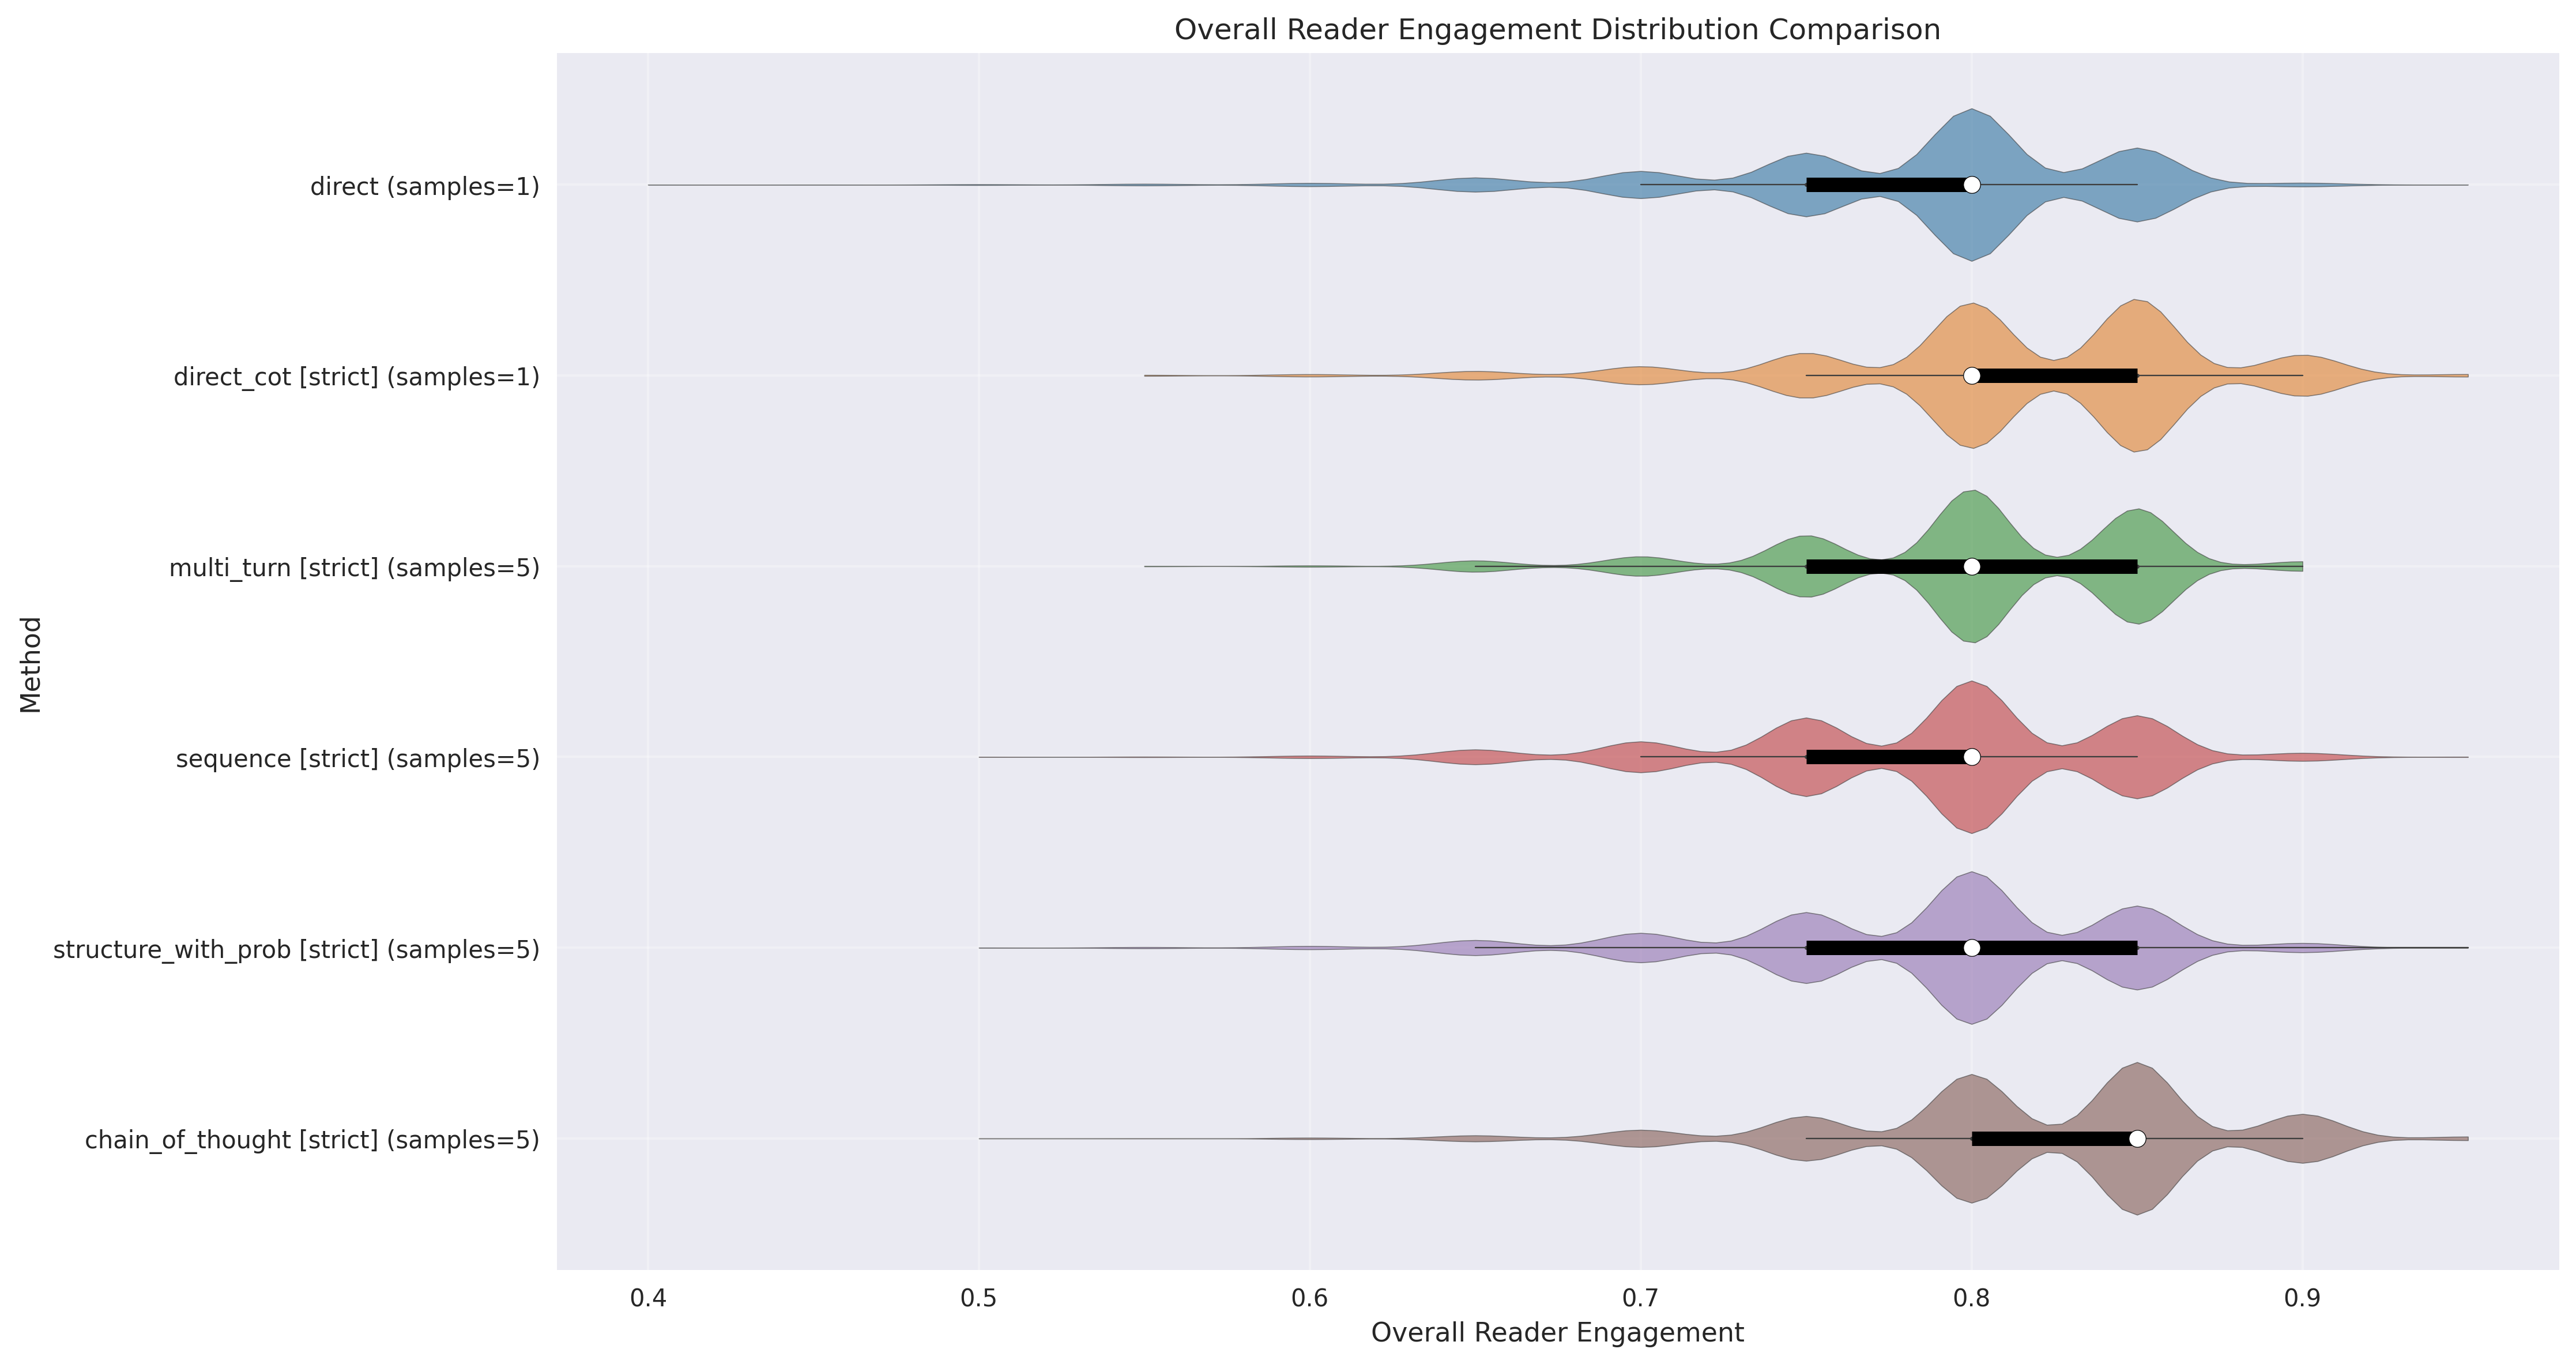 Overall Reader Engagement Distribution Comparison
Method
direct (samples=1)
direct_cot [strict] (samples=1)
multi_turn [strict] (samples=5)
sequence [strict] (samples=5)
structure_with_prob [strict] (samples=5)
chain_of_thought [strict] (samples=5)
0.4 0.5 0.6 0.7 0.8 0.9
Overall Reader Engagement